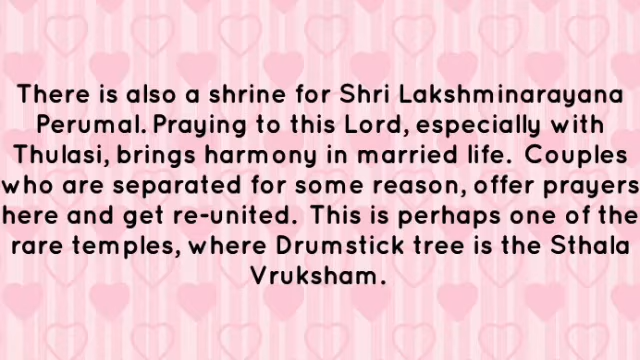 There is also a shrine for Shri Lakshminarayana
Perumal. Praying to this Lord, especially with
Thulasi, brings harmony in married life. Couples
who are separated for some reason, offer prayers
here and get re-united. This is perhaps one of the
rare temples, where Drumstick tree is the Sthala
Vruksham.